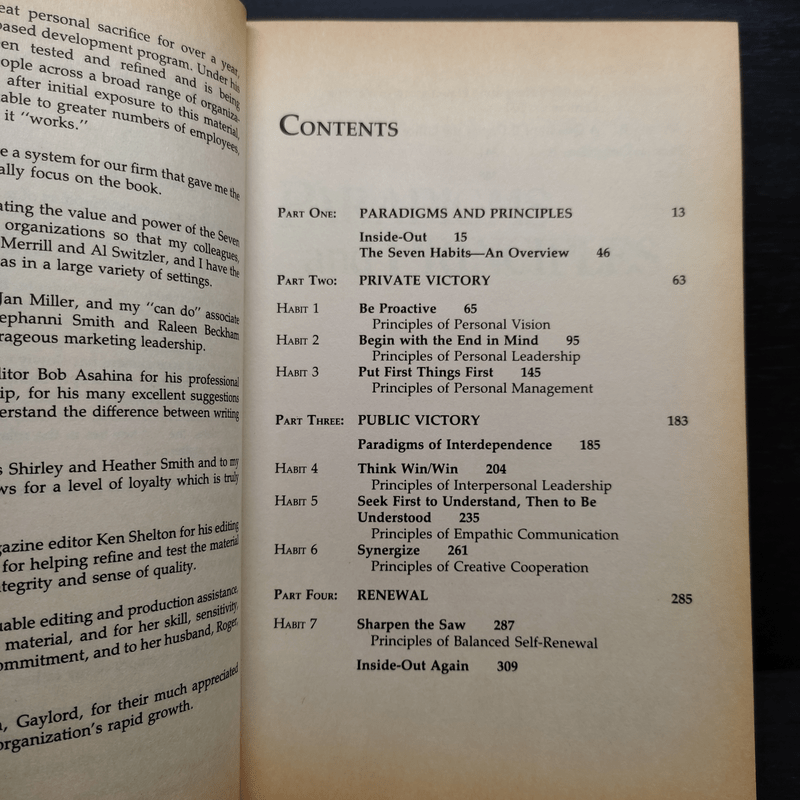 eat personal sacrifice for over a year,
based development program. Under his
en tested and refined and is being
ople across a broad range of organiza-
after initial exposure to this material,
able to greater numbers of employees,
it "works."
e a system for our firm that gave me the
ally focus on the book.
ating the value and power of the Seven
organizations so that my colleagues,
Merrill and Al Switzler, and I have the
as in a large variety of settings.
Jan Miller, and my "can do" associate
ephanni Smith and Raleen Beckham
rageous marketing leadership.
ditor Bob Asahina for his professional
ip, for his many excellent suggestions
erstand the difference between writing
s Shirley and Heather Smith and to my
ws for a level of loyalty which is truly
gazine editor Ken Shelton for his editing
for helping refine and test the material
ntegrity and sense of quality.
uable editing and production assistance
material, and for her skill, sensitivity,
ommitment, and to her husband, Roger,
n, Gaylord, for their much appreciated
organization's rapid growth.
CONTENTS
PART ONE: PARADIGMS AND PRINCIPLES 13
Inside-Out 15
The Seven Habits—An Overview 46
PART TWO: PRIVATE VICTORY 63
HABIT 1 Be Proactive 65
Principles of Personal Vision
HABIT 2 Begin with the End in Mind 95
Principles of Personal Leadership
HABIT 3 Put First Things First 145
Principles of Personal Management
PART THREE: PUBLIC VICTORY 183
Paradigms of Interdependence 185
HABIT 4 Think Win/Win 204
Principles of Interpersonal Leadership
HABIT 5 Seek First to Understand, Then to Be
Understood 235
Principles of Empathic Communication
HABIT 6 Synergize 261
Principles of Creative Cooperation
PART FOUR: RENEWAL 285
HABIT 7 Sharpen the Saw 287
Principles of Balanced Self-Renewal
Inside-Out Again 309